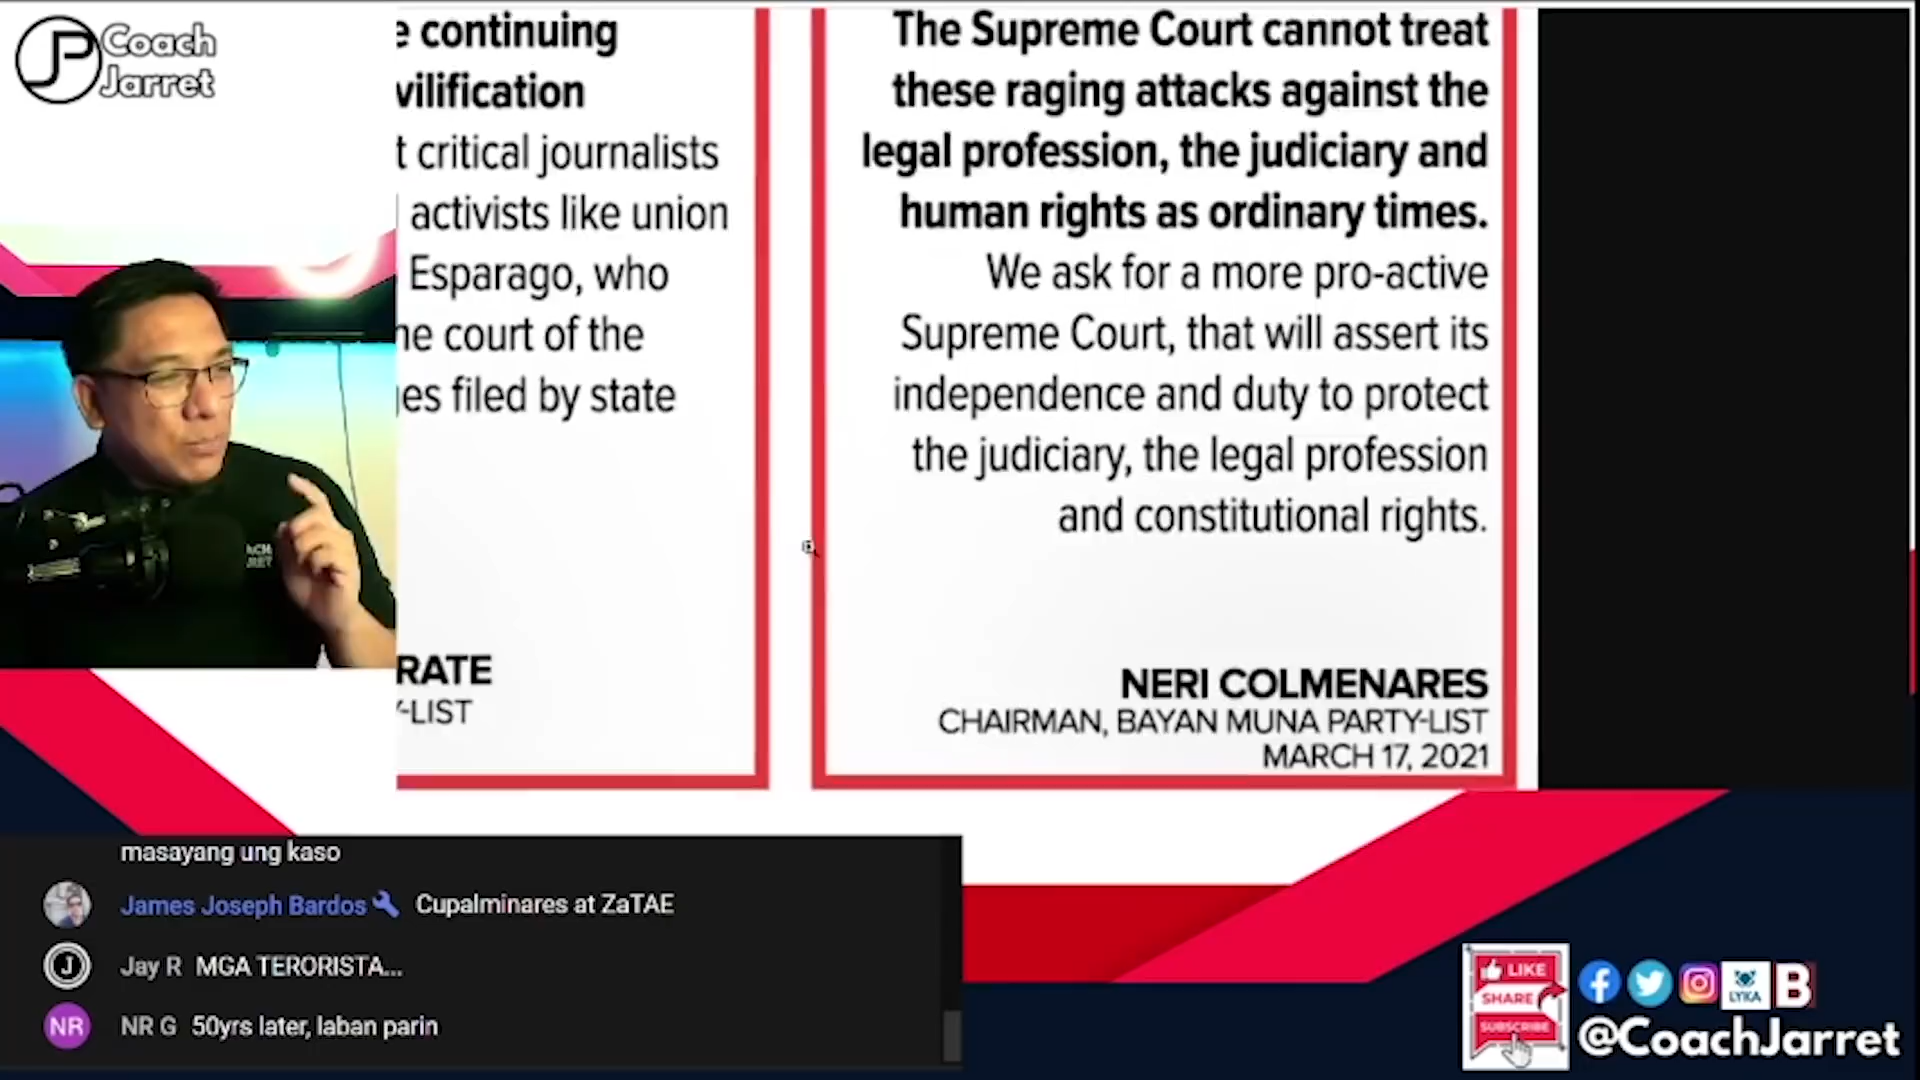 Coach
Jarret
e continuing
vilification
t critical journalists
activists like union
Esparago, who
he court of the
ges filed by state
RATE
Y-LIST
The Supreme Court cannot treat
these raging attacks against the
legal profession, the judiciary and
human rights as ordinary times.
We ask for a more pro-active
Supreme Court, that will assert its
independence and duty to protect
the judiciary, the legal profession
and constitutional rights.
NERI COLMENARES
CHAIRMAN, BAYAN MUNA PARTY-LIST
MARCH 17, 2021
masayang ung kaso
James Joseph Bardos Cupalminares at ZaTAE
J
Jay R MGA TERORISTA...
NR
NR G 50yrs later, laban parin
LIKE
SHARE
SUBSCRIBE
LYKA
B
@CoachJarret